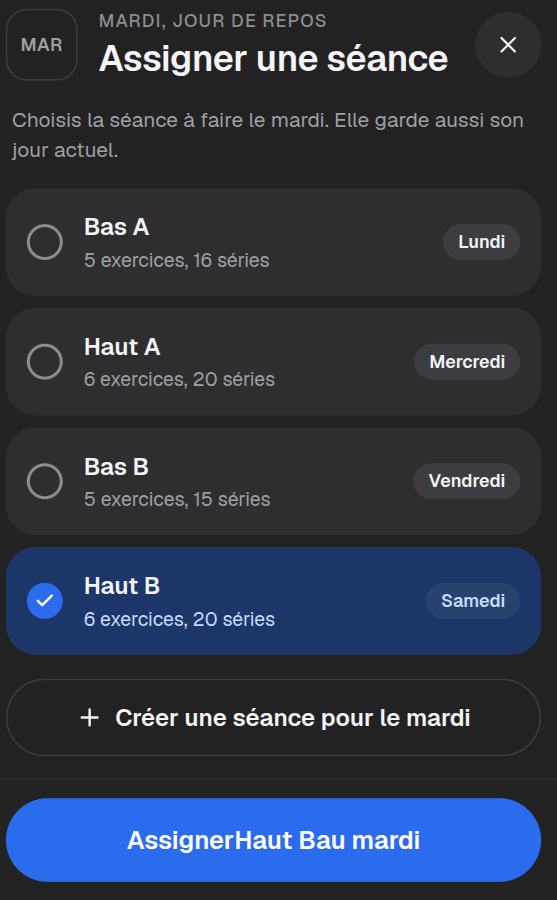 MAR
MARDI, JOUR DE REPOS
Assigner une séance
Choisis la séance à faire le mardi. Elle garde aussi son
jour actuel.
Bas A
5 exercices, 16 séries
Lundi
Haut A
6 exercices, 20 séries
Mercredi
Bas B
5 exercices, 15 séries
Vendredi
Haut B
6 exercices, 20 séries
Samedi
Créer une séance pour le mardi
AssignerHaut Bau mardi